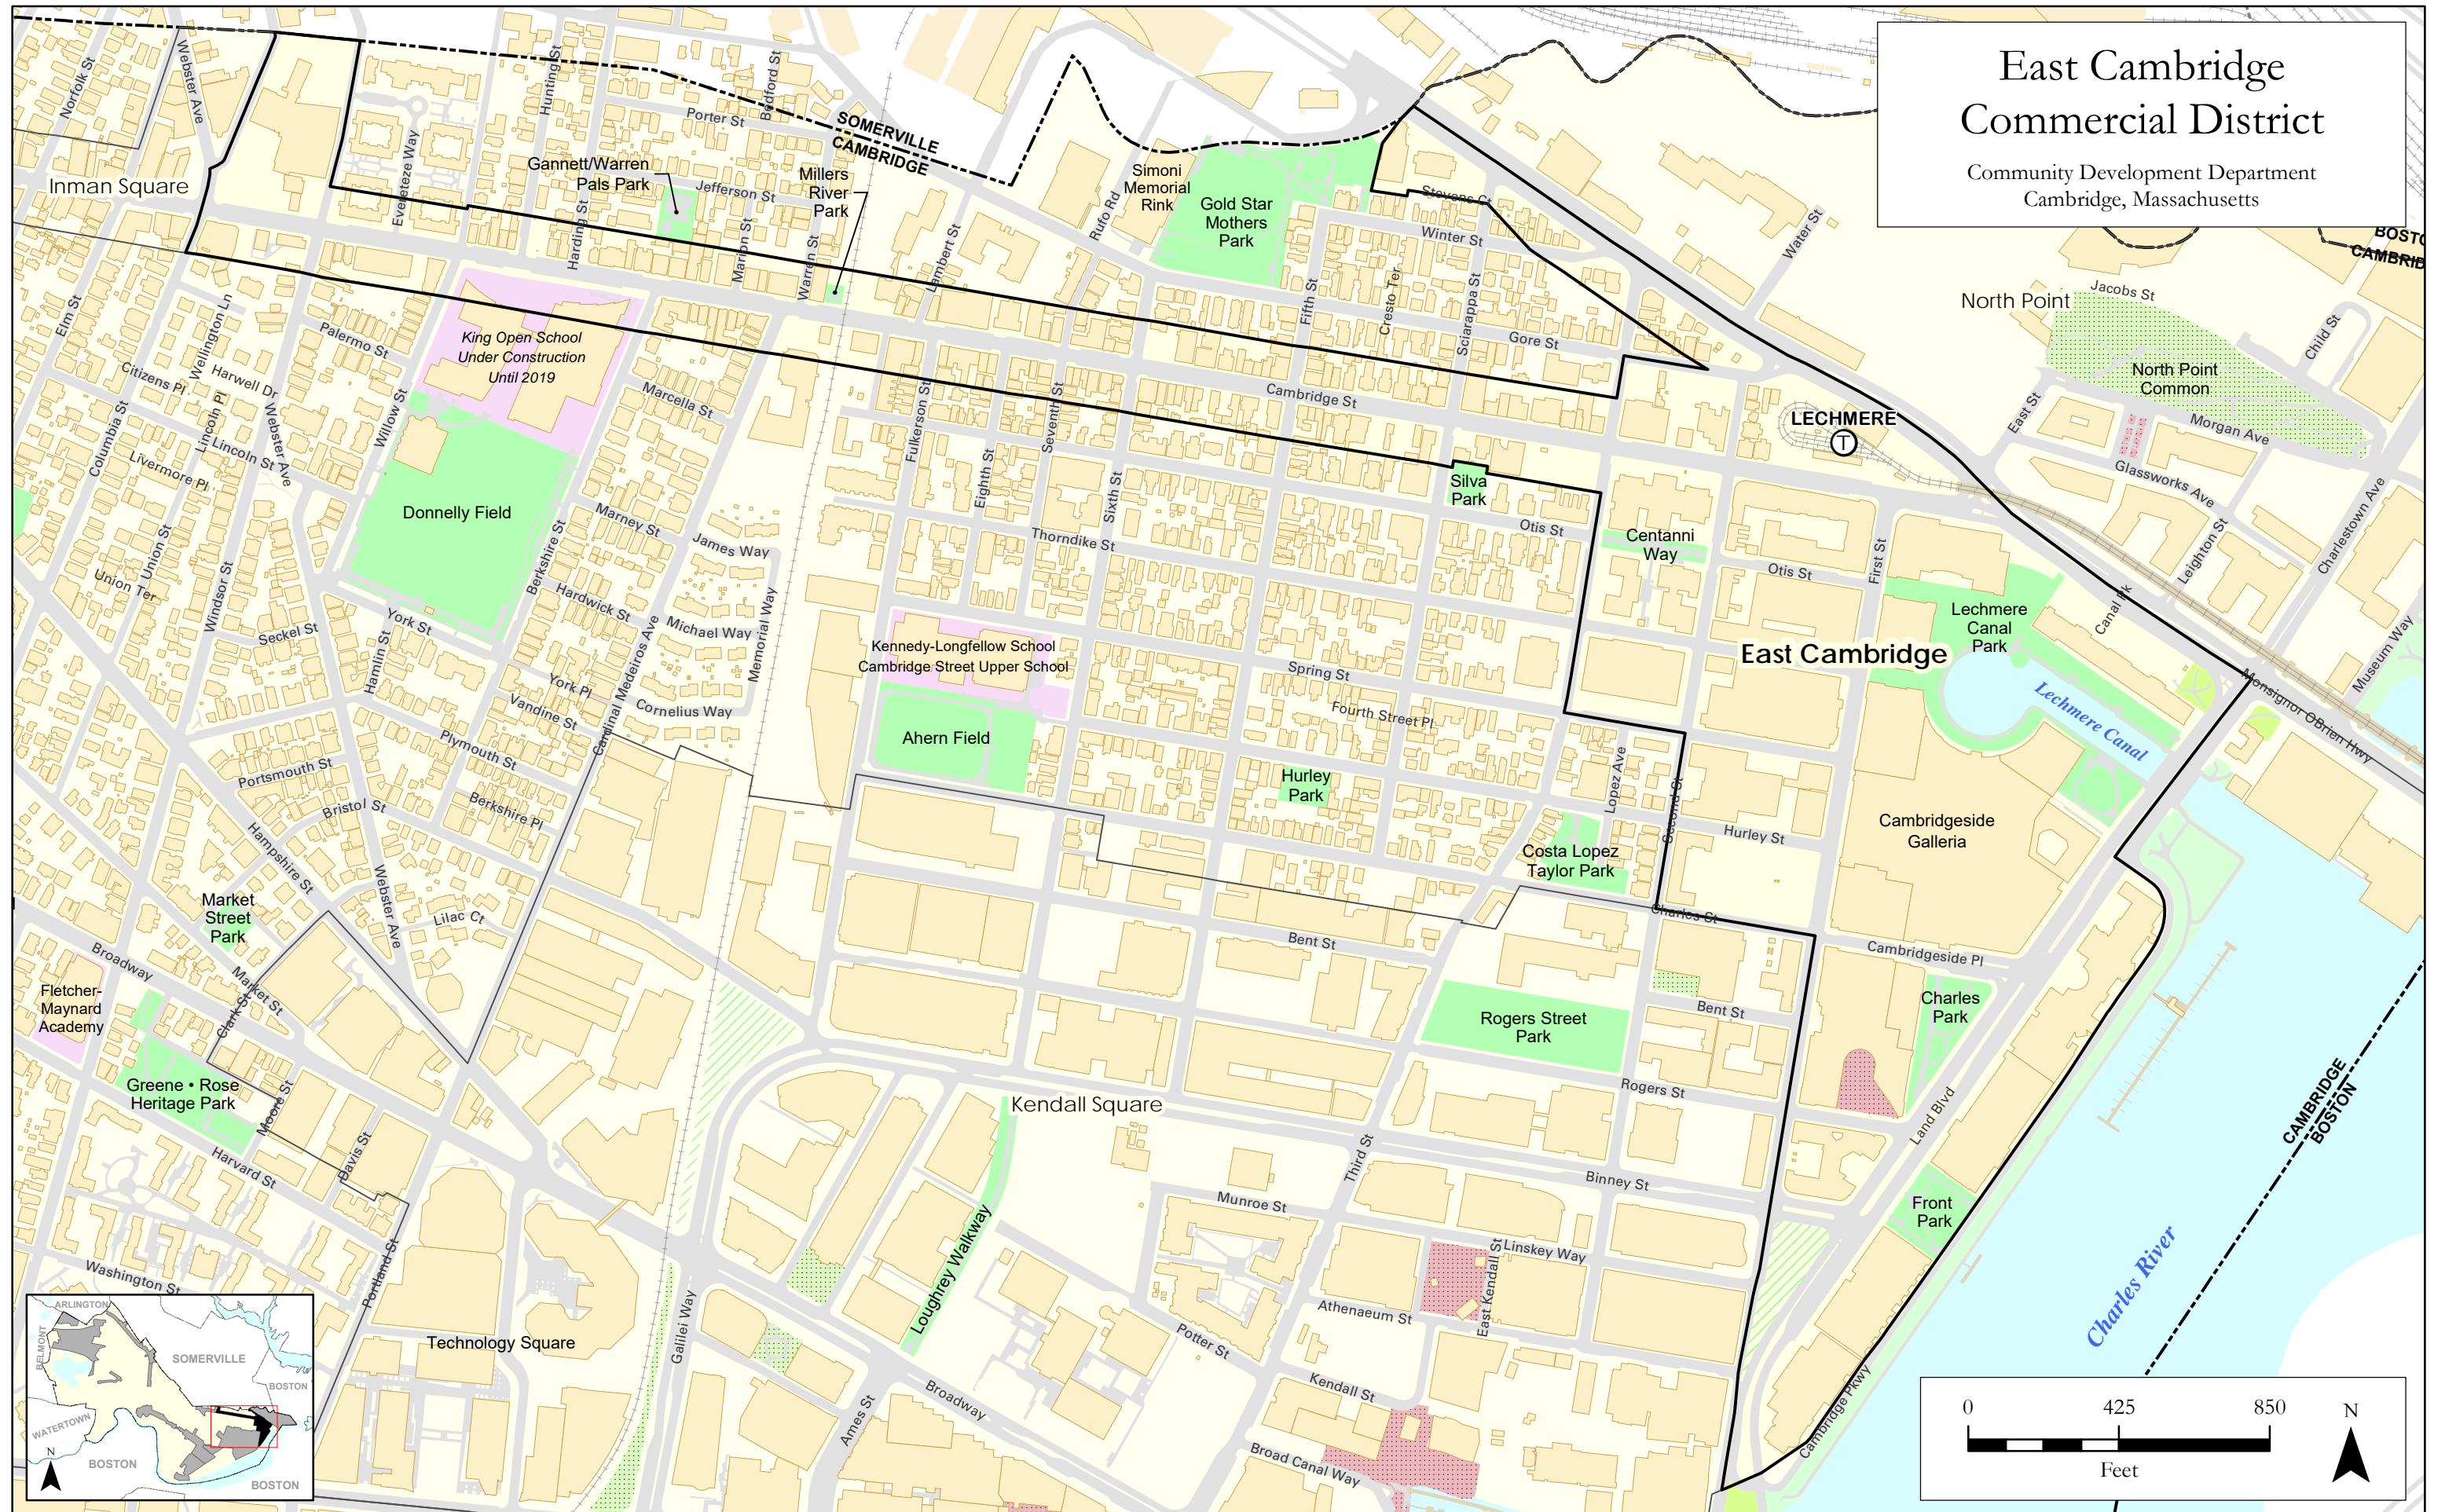 East Cambridge
Commercial District
Community Development Department
Cambridge, Massachusetts
Norfolk St
Webster Ave
Hunting St
Bedford St
Porter St
SOMERVILLE
CAMBRIDGE
Evereteze Way
Gannett/Warren
Pals Park
Jefferson St
Millers
River
Park
Harding St
Marion St
Warren St
Lambert St
Rufo Rd
Simoni
Memorial
Rink
Gold Star
Mothers
Park
Stevens Ct
Winter St
Water St
Inman Square
BOSTO
CAMBRID
North Point
Jacobs St
Child St
North Point
Common
East St
Morgan Ave
Glassworks Ave
Leighton St
Charlestown Ave
Museum Way
Elm St
Wellington Ln
Palermo St
King Open School
Under Construction
Until 2019
Citizens Pl
Harwell Dr
Lincoln Pl
Columbia St
Lincoln St
Webster Ave
Willow St
Livermore Pl
Marcella St
Fifth St
Cresto Ter
Sciarappa St
Gore St
Cambridge St
LECHMERE
T
Fulkerson St
Seventh St
Eighth St
Sixth St
Silva
Park
Otis St
Centanni
Way
Otis St
First St
Donnelly Field
Marney St
James Way
Thorndike St
Union St
Union Ter
Windsor St
Berkshire St
Hardwick St
Michael Way
Memorial Way
Seckel St
York St
Hamlin St
York Pl
Cornelius Way
Vandine St
Cardinal Medeiros Ave
Kennedy-Longfellow School
Cambridge Street Upper School
Spring St
Fourth Street Pl
East Cambridge
Lechmere
Canal
Park
Canal Pk
Lechmere Canal
Monsignor OBrien Hwy
Ahern Field
Plymouth St
Portsmouth St
Bristol St
Berkshire Pl
Hurley
Park
Lopez Ave
Second St
Hurley St
Cambridgeside
Galleria
Hampshire St
Costa Lopez
Taylor Park
Market
Street
Park
Webster Ave
Lilac Ct
Charles St
Bent St
Cambridgeside Pl
Broadway
Market St
Clark St
Fletcher-
Maynard
Academy
Rogers Street
Park
Bent St
Charles
Park
Greene • Rose
Heritage Park
Moore St
Davis St
Harvard St
Kendall Square
Rogers St
Land Blvd
CAMBRIDGE
BOSTON
Third St
Binney St
Munroe St
Front
Park
Charles River
Linskey Way
Loughrey Walkway
East Kendall St
Athenaeum St
Washington St
Portland St
Technology Square
Galilei Way
Potter St
Kendall St
Broadway
Ames St
Broad Canal Way
Cambridge Pkwy
ARLINGTON
BELMONT
SOMERVILLE
BOSTON
WATERTOWN
N
BOSTON
BOSTON
0 425 850
Feet
N